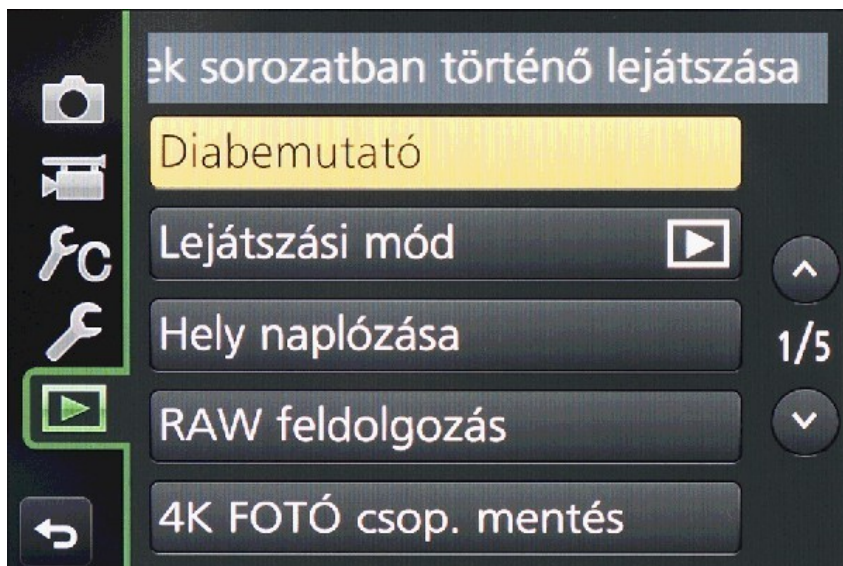 ek sorozatban történő lejátszása
Diabemutató
Lejátszási mód
Hely naplózása
1/5
RAW feldolgozás
4K FOTÓ csop. mentés
C